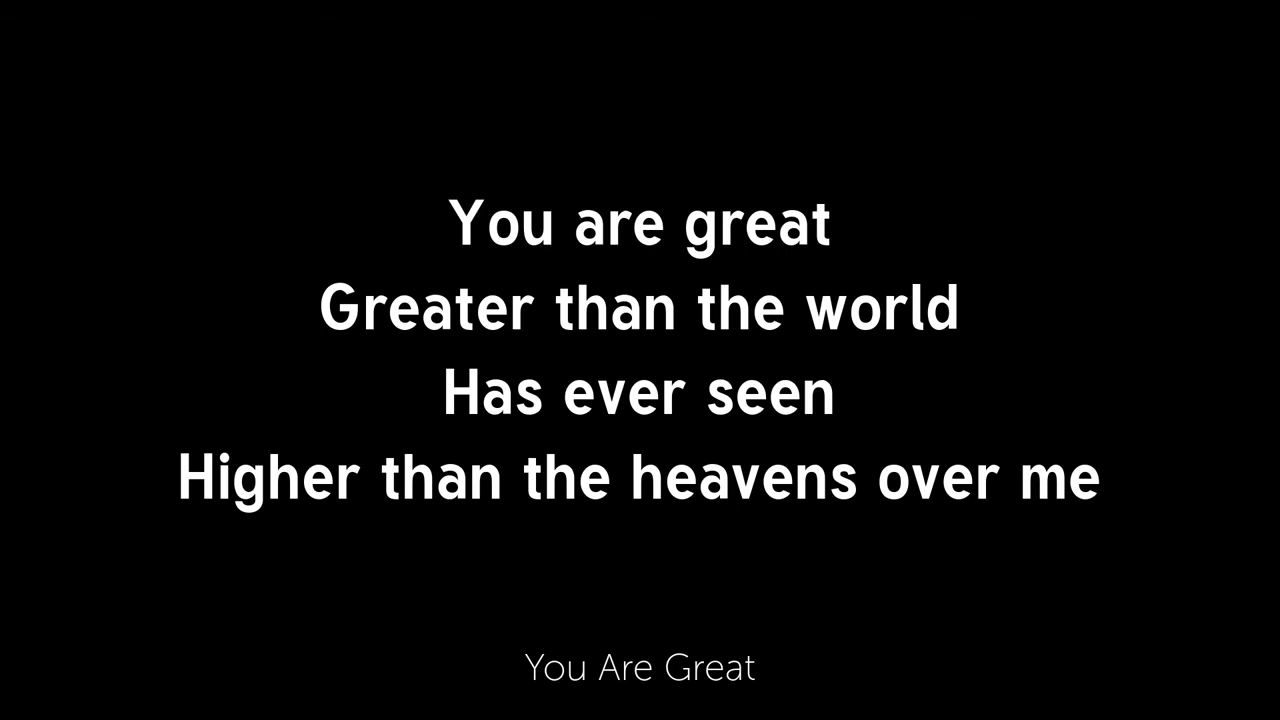 You are great
Greater than the world
Has ever seen
Higher than the heavens over me
You Are Great